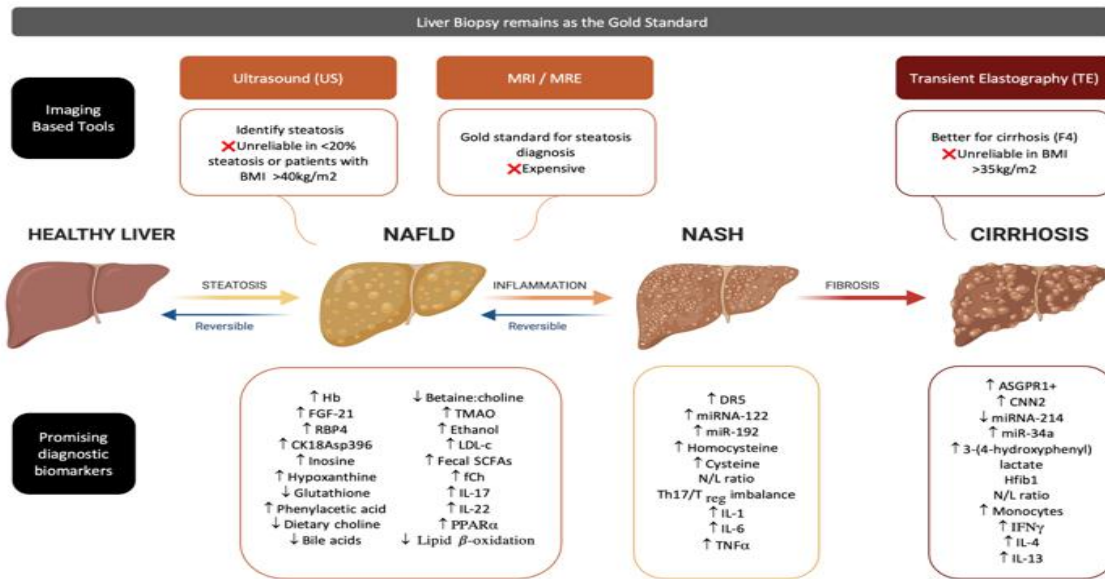 Liver Biopsy remains as the Gold Standard
Imaging
Based Tools
Ultrasound (US)
Identify steatosis
❌Unreliable in <20%
steatosis or patients with
BMI >40kg/m2
MRI / MRE
Gold standard for steatosis
diagnosis
❌Expensive
Transient Elastography (TE)
Better for cirrhosis (F4)
❌Unreliable in BMI
>35kg/m2
HEALTHY LIVER
NAFLD
NASH
CIRRHOSIS
STEATOSIS
Reversible
INFLAMMATION
Reversible
FIBROSIS
Promising
diagnostic
biomarkers
↑ Hb
↑ FGF-21
↑ RBP4
↑ CK18Asp396
↑ Inosine
↑ Hypoxanthine
↓ Glutathione
↑ Phenylacetic acid
↓ Dietary choline
↓ Bile acids
↓ Betaine:choline
↑ TMAO
↑ Ethanol
↑ LDL-c
↑ Fecal SCFAs
↑ fCh
↑ IL-17
↑ IL-22
↑ PPARα
↓ Lipid β-oxidation
↑ DR5
↑ miRNA-122
↑ miR-192
↑ Homocysteine
↑ Cysteine
N/L ratio
Th17/T reg imbalance
↑ IL-1
↑ IL-6
↑ TNFα
↑ ASGPR1+
↑ CNN2
↓ miRNA-214
↑ miR-34a
↑ 3-(4-hydroxyphenyl)
lactate
Hfib1
N/L ratio
↑ Monocytes
↑ IFNγ
↑ IL-4
↑ IL-13